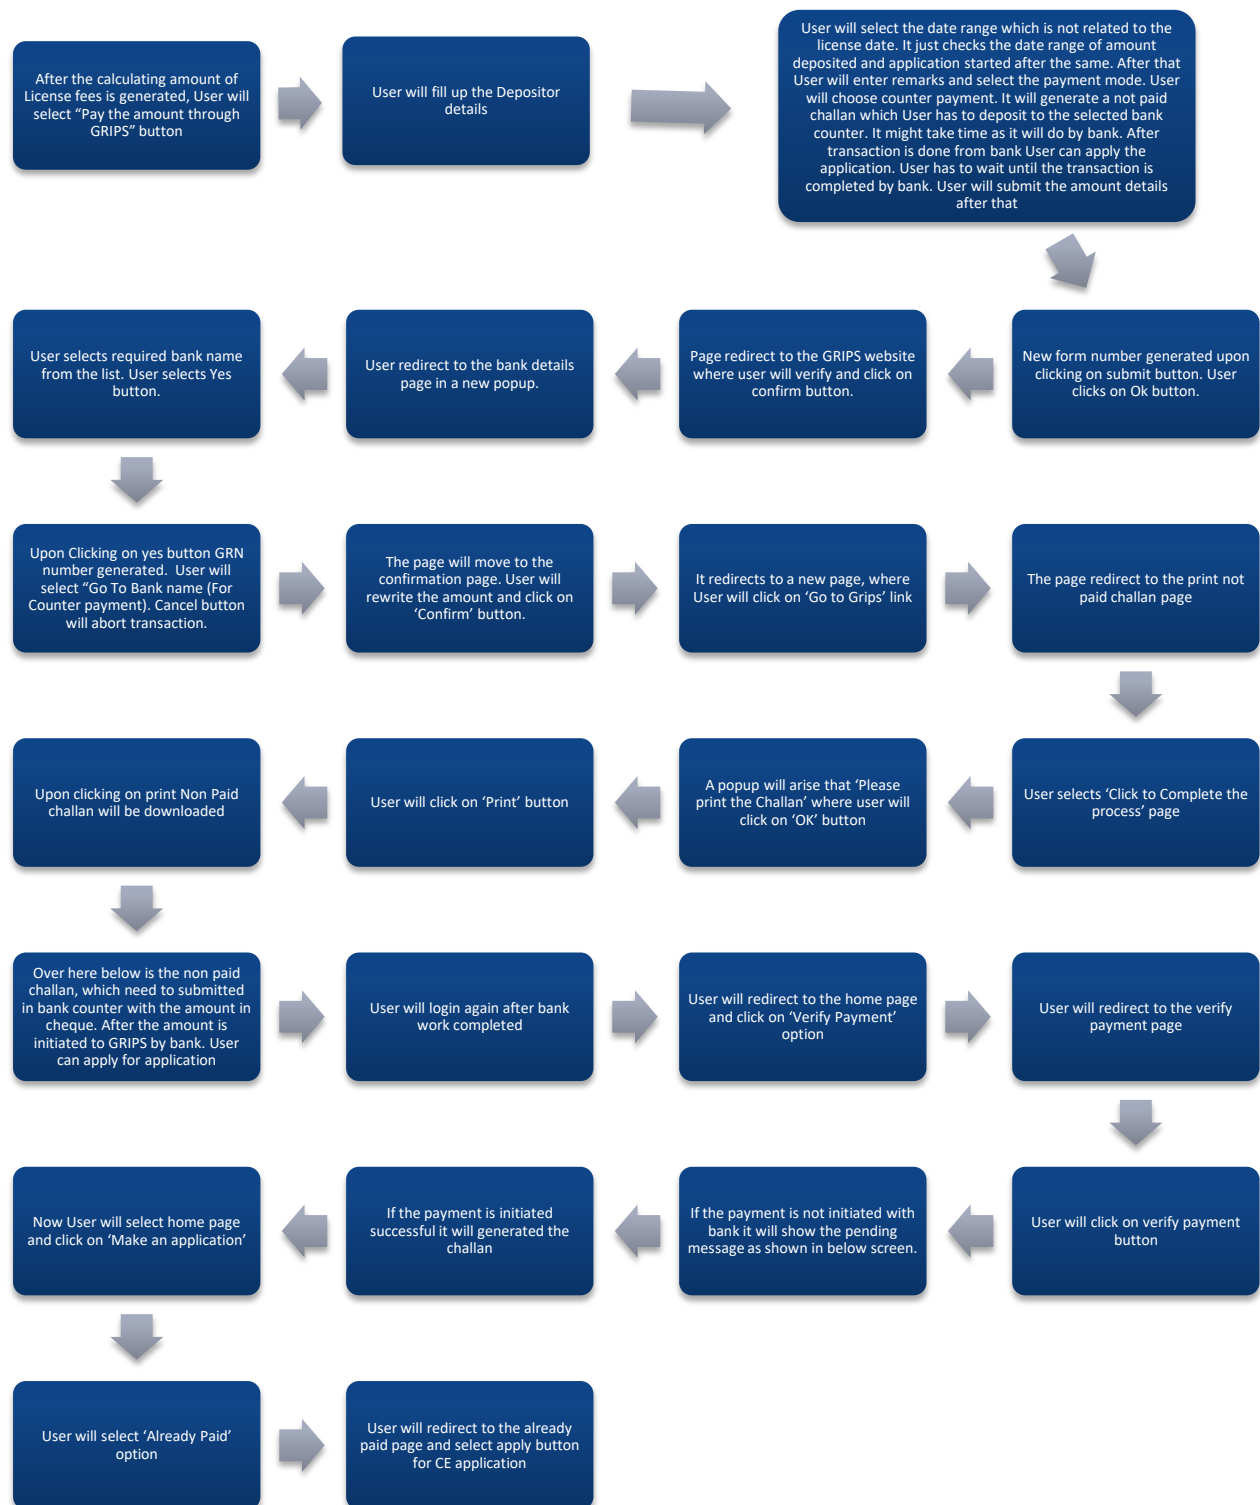 After the calculating amount of
License fees is generated, User will
select “Pay the amount through
GRIPS” button
User will fill up the Depositor
details
User will select the date range which is not related to the
license date. It just checks the date range of amount
deposited and application started after the same. After that
User will enter remarks and select the payment mode. User
will choose counter payment. It will generate a not paid
challan which User has to deposit to the selected bank
counter. It might take time as it will do by bank. After
transaction is done from bank User can apply the
application. User has to wait until the transaction is
completed by bank. User will submit the amount details
after that
New form number generated upon
clicking on submit button. User
clicks on Ok button.
Page redirect to the GRIPS website
where user will verify and click on
confirm button.
User redirect to the bank details
page in a new popup.
User selects required bank name
from the list. User selects Yes
button.
Upon Clicking on yes button GRN
number generated.  User will
select “Go To Bank name (For
Counter payment). Cancel button
will abort transaction.
The page will move to the
confirmation page. User will
rewrite the amount and click on
‘Confirm’ button.
It redirects to a new page, where
User will click on ‘Go to Grips’ link
The page redirect to the print not
paid challan page
User selects ‘Click to Complete the
process’ page
A popup will arise that ‘Please
print the Challan’ where user will
click on ‘OK’ button
User will click on ‘Print’ button
Upon clicking on print Non Paid
challan will be downloaded
Over here below is the non paid
challan, which need to submitted
in bank counter with the amount in
cheque. After the amount is
initiated to GRIPS by bank. User
can apply for application
User will login again after bank
work completed
User will redirect to the home page
and click on ‘Verify Payment’
option
User will redirect to the verify
payment page
User will click on verify payment
button
If the payment is not initiated with
bank it will show the pending
message as shown in below screen.
If the payment is initiated
successful it will generated the
challan
Now User will select home page
and click on ‘Make an application’
User will select ‘Already Paid’
option
User will redirect to the already
paid page and select apply button
for CE application